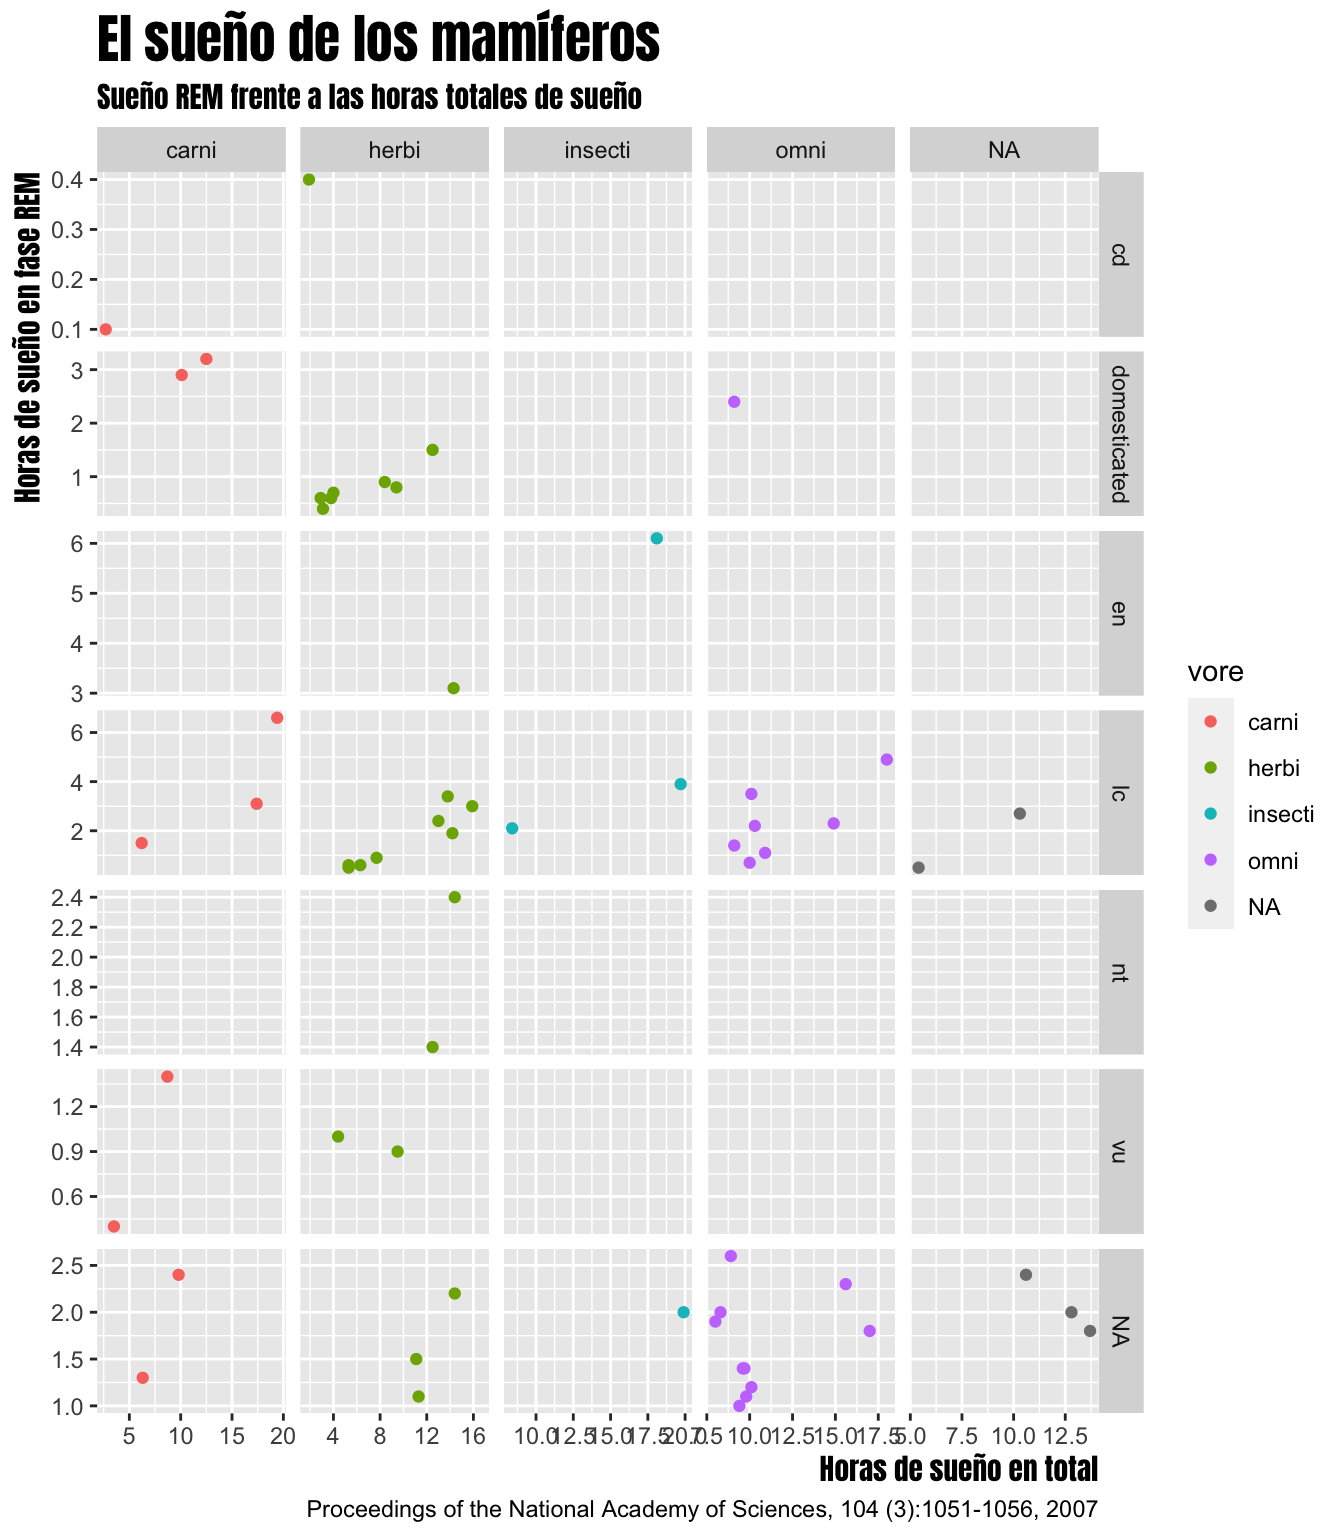 El sueño de los mamíferos
Sueño REM frente a las horas totales de sueño
carni herbi insecti omni NA
Horas de sueño en fase REM
0.4
0.3
0.2
0.1
cd
3
2
1
domesticated
6
5
4
3
en
6
4
2
lc
2.4
2.2
2.0
1.8
1.6
1.4
nt
1.2
0.9
0.6
vu
2.5
2.0
1.5
1.0
NA
5 10 15 20 4 8 12 16 10.0 12.5 15.0 17.5 20.0 7.5 10.0 12.5 15.0 17.5 5.0 7.5 10.0 12.5
Horas de sueño en total
Proceedings of the National Academy of Sciences, 104 (3):1051-1056, 2007
vore
carni
herbi
insecti
omni
NA